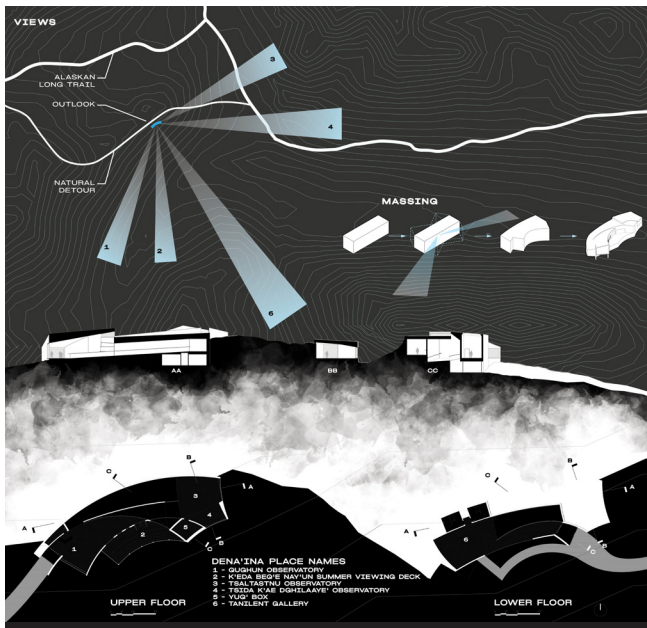 VIEWS
ALASKAN
LONG TRAIL
OUTLOOK
NATURAL
DETOUR
3
4
1
2
6
MASSING
AA
BB
CC
B
C
A
3
A
4
5
2
1
B
C
B
C
A
A
6
B
C
DENA'INA PLACE NAMES
1 - QUGHUN OBSERVATORY
2 - K'EDA BEQ'E NAY'UN SUMMER VIEWING DECK
3 - TSALTASTNU OBSERVATORY
4 - TSIDA K'AE DGHILAAYE' OBSERVATORY
5 - YUQ' BOX
6 - TANILENT GALLERY
UPPER FLOOR
LOWER FLOOR